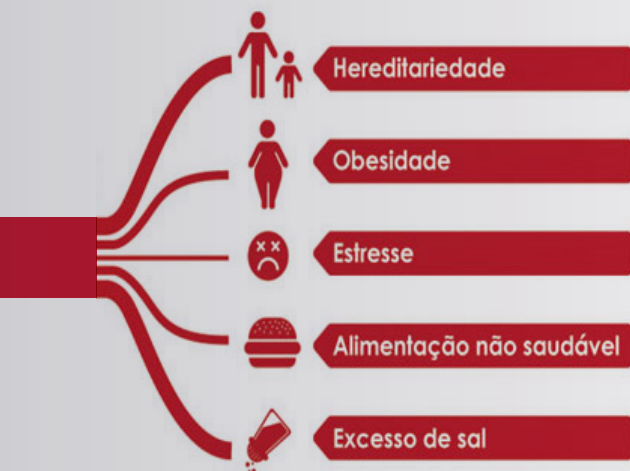 Hereditariedade
Obesidade
Estresse
Alimentação não saudável
Excesso de sal